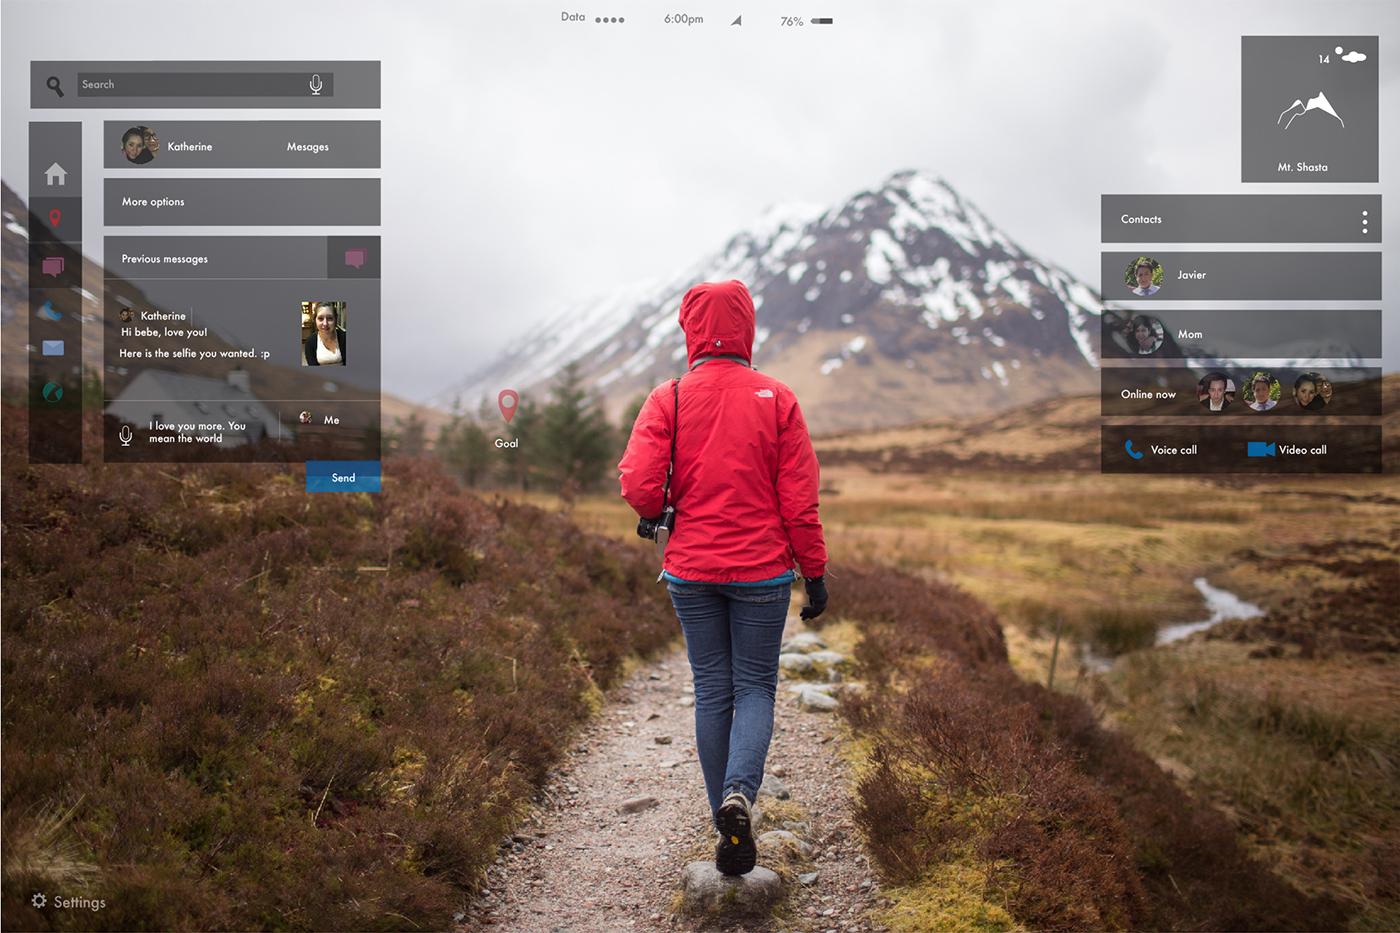 Data
6:00pm
76%
Search
Katherine
Mesages
More options
Previous messages
Katherine
Hi bebe, love you!
Here is the selfie you wanted. :p
I love you more. You
mean the world
Me
Send
Goal
14
Mt. Shasta
Contacts
Javier
Mom
Online now
Voice call
Video call
Settings